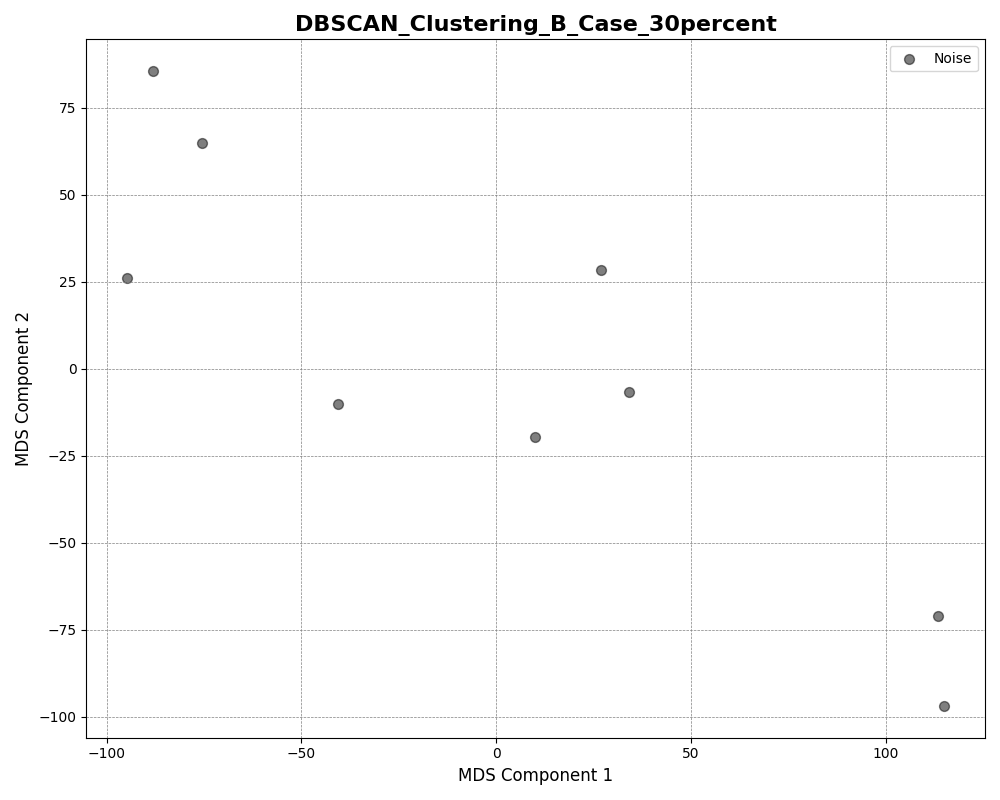 DBSCAN_Clustering_B_Case_30percent
Noise
75
50
25
0
−25
−50
−75
−100
MDS Component 2
−100 −50 0 50 100
MDS Component 1